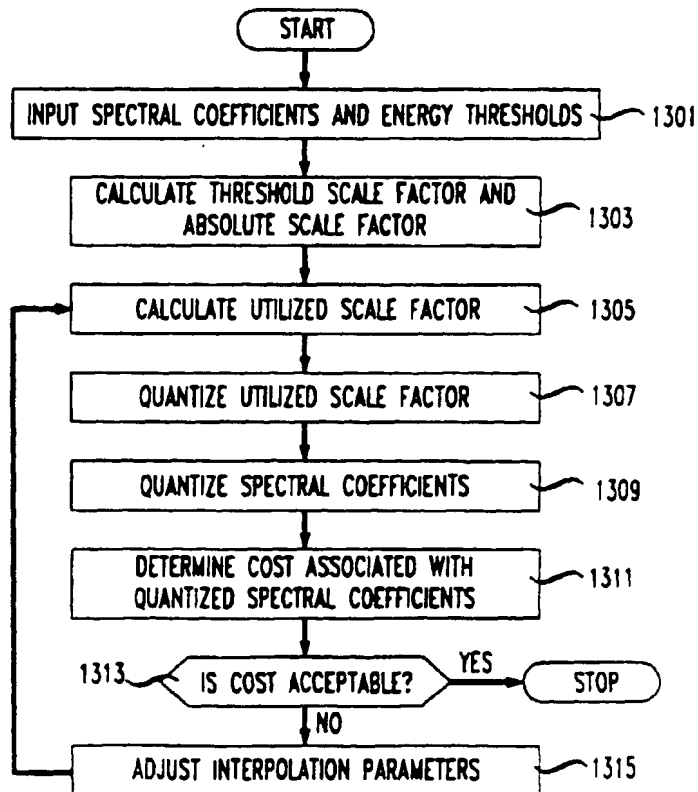 START
INPUT SPECTRAL COEFFICIENTS AND ENERGY THRESHOLDS
1301
CALCULATE THRESHOLD SCALE FACTOR AND
ABSOLUTE SCALE FACTOR
1303
CALCULATE UTILIZED SCALE FACTOR
1305
QUANTIZE UTILIZED SCALE FACTOR
1307
QUANTIZE SPECTRAL COEFFICIENTS
1309
DETERMINE COST ASSOCIATED WITH
QUANTIZED SPECTRAL COEFFICIENTS
1311
1313
IS COST ACCEPTABLE?
YES
STOP
NO
ADJUST INTERPOLATION PARAMETERS
1315